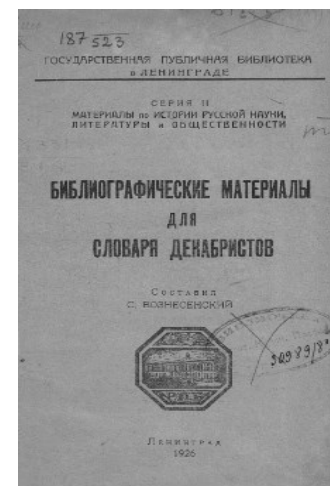 187523
ГОСУДАРСТВЕННАЯ ПУБЛИЧНАЯ БИБЛИОТЕКА
в ЛЕНИНГРАДЕ
СЕРИЯ II
МАТЕРИАЛЫ по ИСТОРИИ РУССКОЙ НАУКИ,
ЛИТЕРАТУРЫ и ОБЩЕСТВЕННОСТИ
БИБЛИОГРАФИЧЕСКИЕ МАТЕРИАЛЫ
ДЛЯ
СЛОВАРЯ ДЕКАБРИСТОВ
Составил
С. ВОЗНЕСЕНСКИЙ
Ленинград
1926